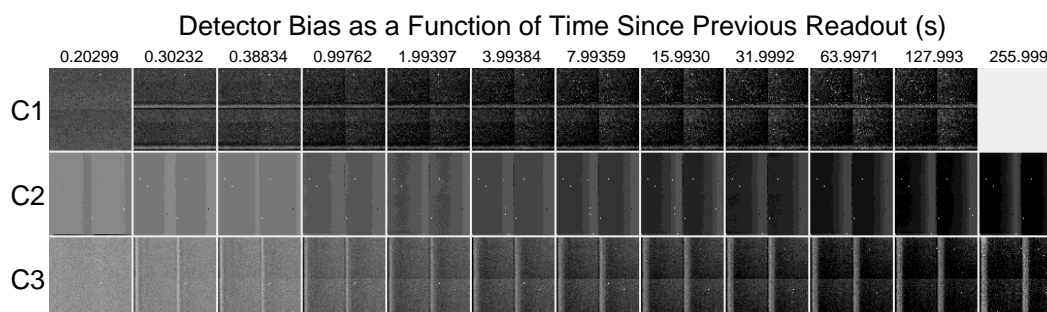 Detector Bias as a Function of Time Since Previous Readout (s)
0.20299 0.30232 0.38834 0.99762 1.99397 3.99384 7.99359 15.9930 31.9992 63.9971 127.993 255.999
C1
C2
C3